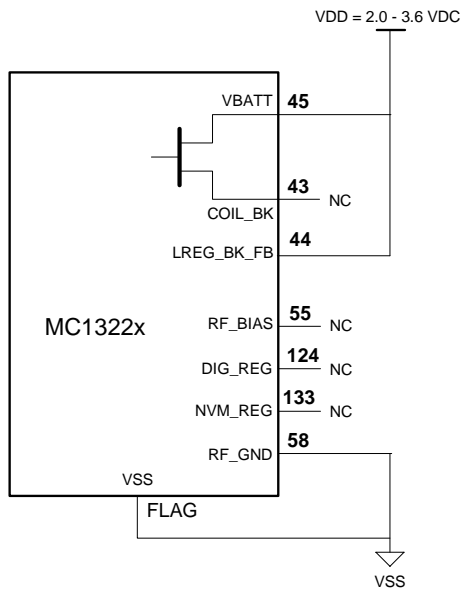 VDD = 2.0 - 3.6 VDC
VBATT 45
43 NC
COIL_BK
44
LREG_BK_FB
MC1322x
RF_BIAS 55 NC
DIG_REG 124 NC
NVM_REG 133 NC
RF_GND 58
VSS
FLAG
VSS